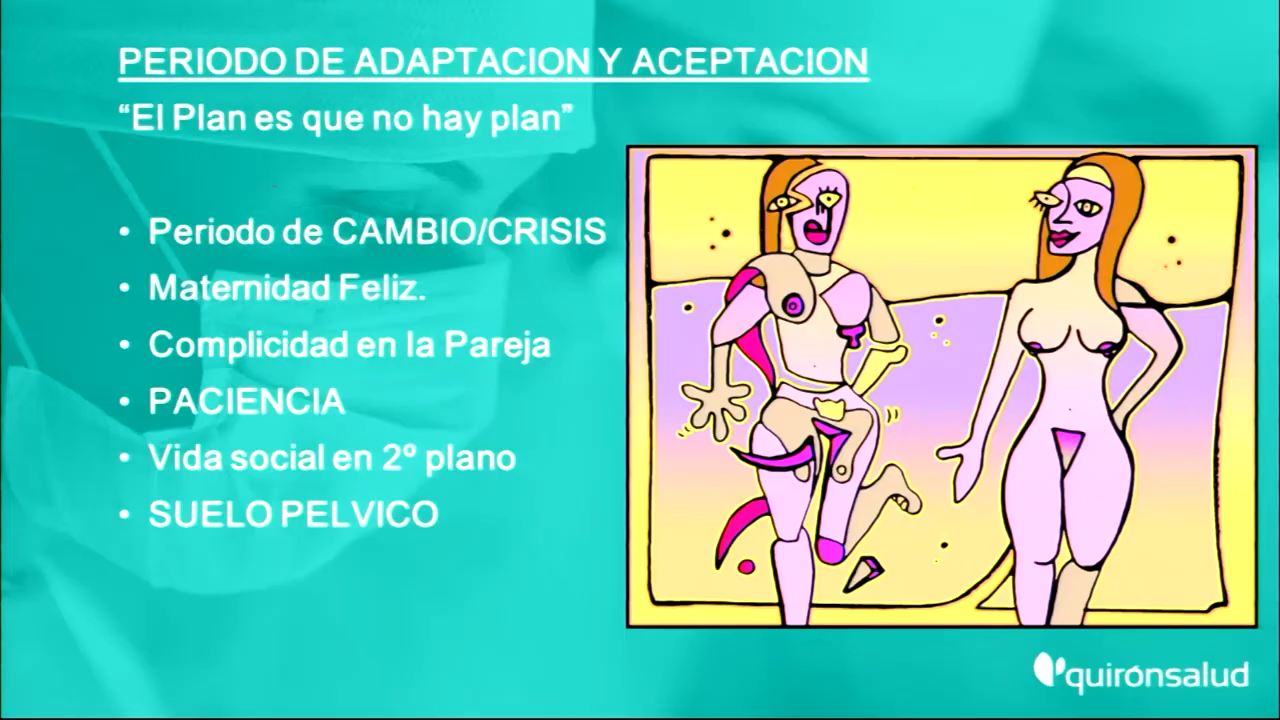 PERIODO DE ADAPTACION Y ACEPTACION
“El Plan es que no hay plan”
• Periodo de CAMBIO/CRISIS
• Maternidad Feliz.
• Complicidad en la Pareja
• PACIENCIA
• Vida social en 2º plano
• SUELO PELVICO
quirónsalud